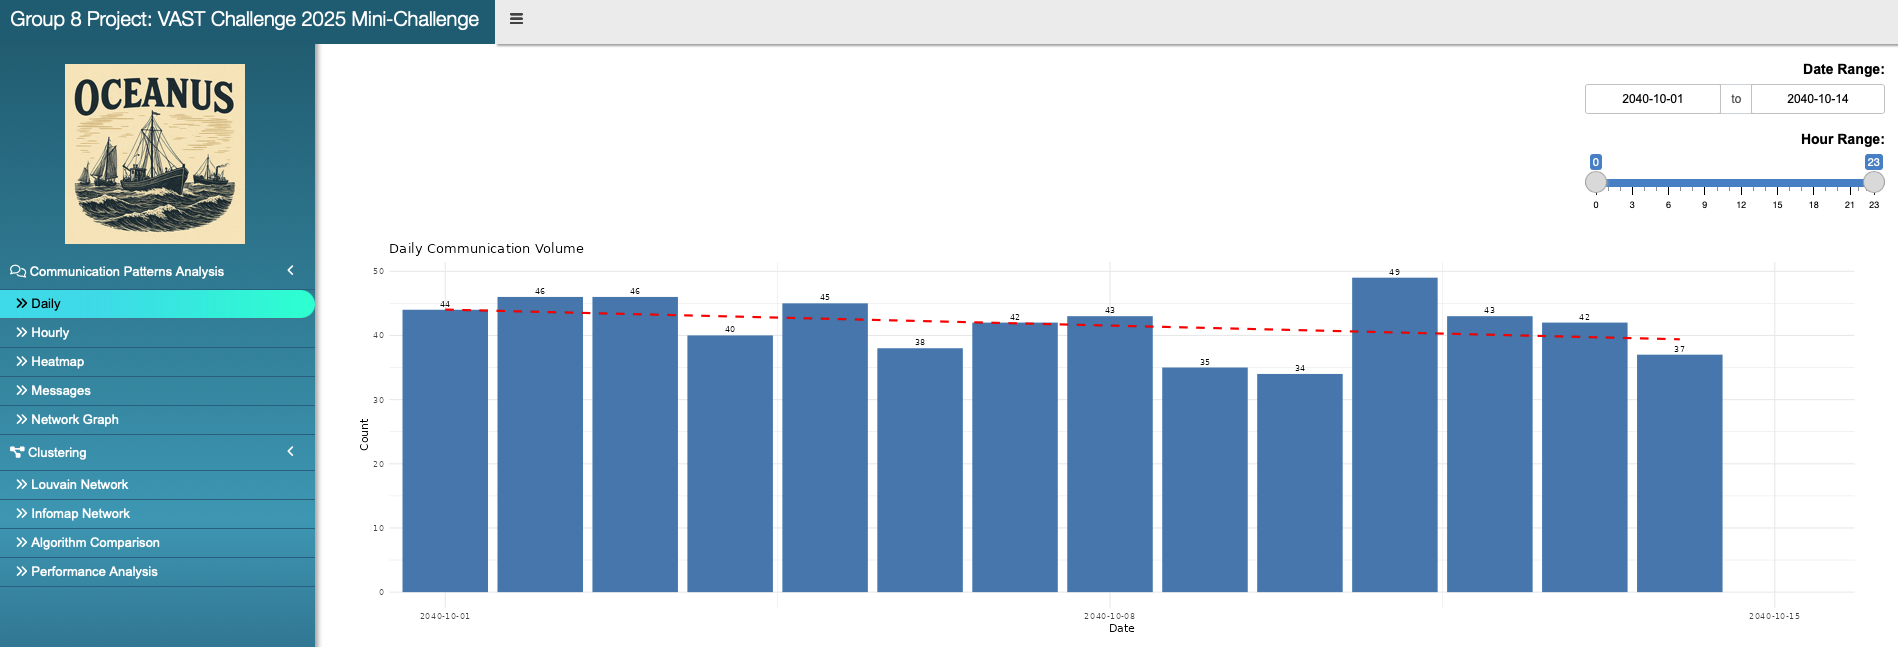 Group 8 Project: VAST Challenge 2025 Mini-Challenge
OCEANUS
Communication Patterns Analysis
Daily
Hourly
Heatmap
Messages
Network Graph
Clustering
Louvain Network
Infomap Network
Algorithm Comparison
Performance Analysis
Date Range:
2040-10-01 to 2040-10-14
Hour Range:
0 23
0 3 6 9 12 15 18 21 23
Daily Communication Volume
50
40
30
20
10
0
Count
44 46 46 40 45 38 42 43 35 34 49 43 42 37
2040-10-01 2040-10-08 2040-10-15
Date